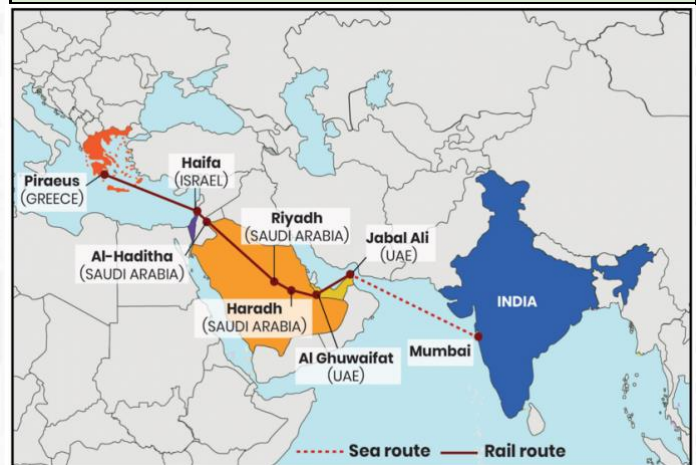 Haifa
(ISRAEL)
Piraeus
(GREECE)
Riyadh
(SAUDI ARABIA)
Jabal Ali
(UAE)
Al-Haditha
(SAUDI ARABIA)
INDIA
Haradh
(SAUDI ARABIA)
Al Ghuwaifat
(UAE)
Mumbai
Sea route
Rail route